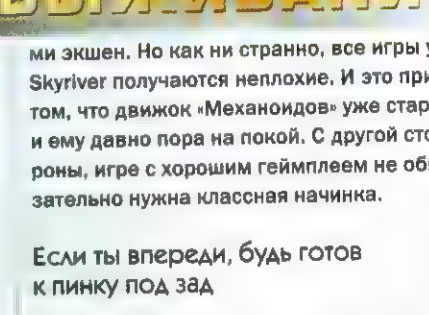 ми экшен. Но как ни странно, все игры у
Skyriver получаются неплохие. И это при
том, что движок «Механоидов» уже стар
и ему давно пора на покой. С другой сто
роны, игре с хорошим геймплеем не об
зательно нужна классная начинка.
Если ты впереди, будь готов
к пинку под зад